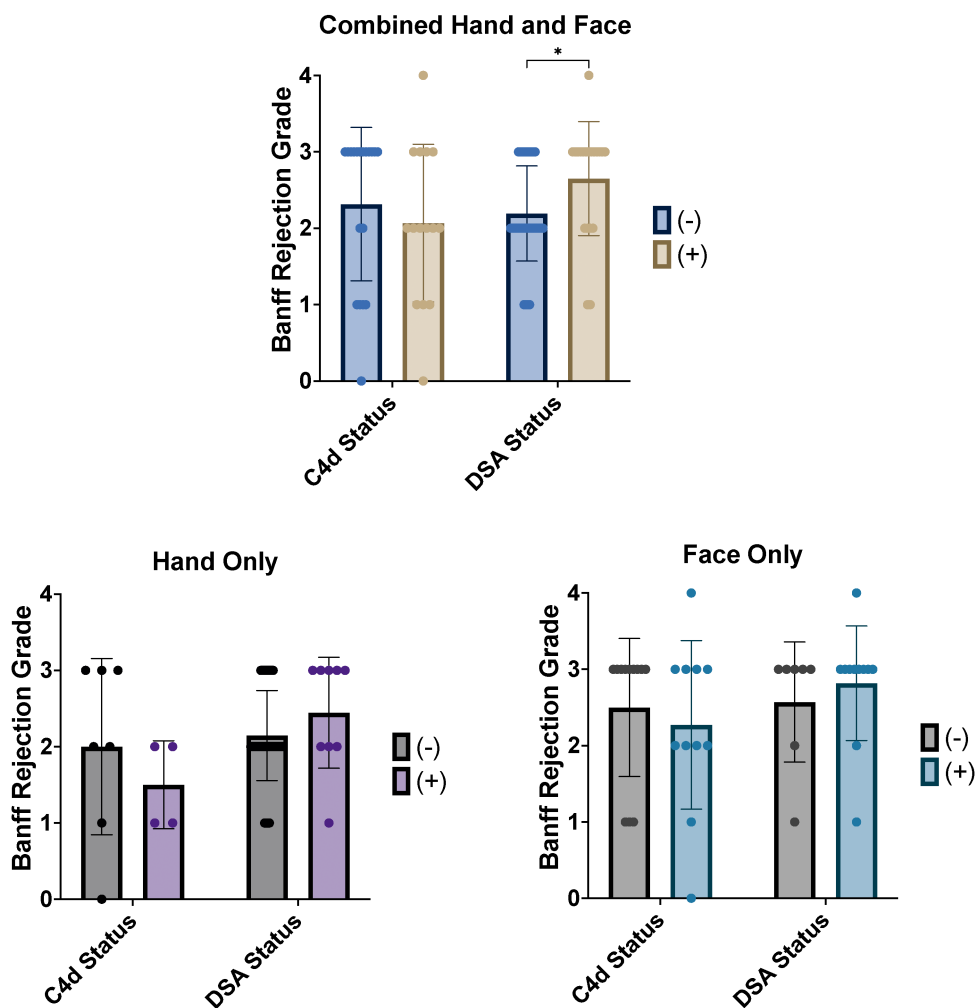 Combined Hand and Face
*
Banff Rejection Grade
4
3
2
1
0
C4d Status
DSA Status
(-)
(+)
Hand Only
Banff Rejection Grade
4
3
2
1
0
C4d Status
DSA Status
(-)
(+)
Face Only
Banff Rejection Grade
4
3
2
1
0
C4d Status
DSA Status
(-)
(+)